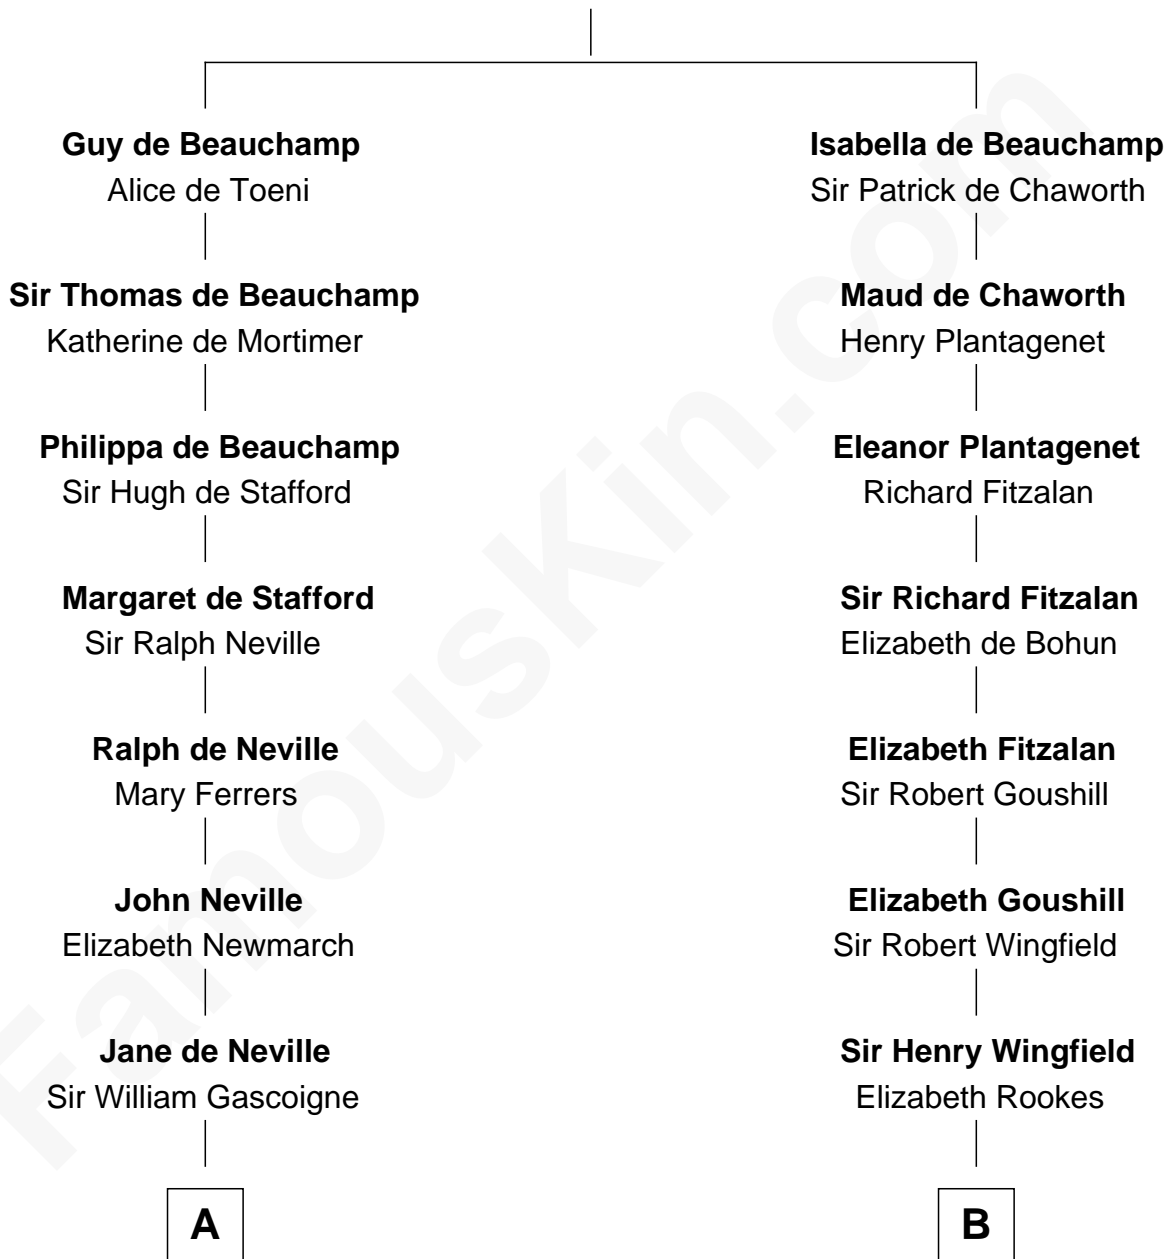 Guy de Beauchamp
Alice de Toeni
Sir Thomas de Beauchamp
Katherine de Mortimer
Philippa de Beauchamp
Sir Hugh de Stafford
Margaret de Stafford
Sir Ralph Neville
Ralph de Neville
Mary Ferrers
John Neville
Elizabeth Newmarch
Jane de Neville
Sir William Gascoigne
A
Isabella de Beauchamp
Sir Patrick de Chaworth
Maud de Chaworth
Henry Plantagenet
Eleanor Plantagenet
Richard Fitzalan
Sir Richard Fitzalan
Elizabeth de Bohun
Elizabeth Fitzalan
Sir Robert Goushill
Elizabeth Goushill
Sir Robert Wingfield
Sir Henry Wingfield
Elizabeth Rookes
B
FamousKin.com